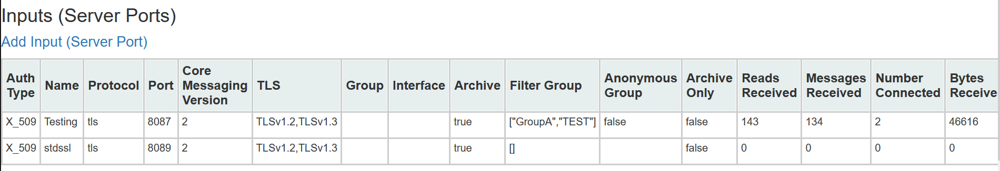 Inputs (Server Ports)
Add Input (Server Port)
Auth Type Name Protocol Port Core Messaging Version TLS Group Interface Archive Filter Group Anonymous Group Archive Only Reads Received Messages Received Number Connected Bytes Receive
X_509 Testing tls 8087 2 TLSv1.2,TLSv1.3 true ["GroupA","TEST"] false false 143 134 2 46616
X_509 stdssl tls 8089 2 TLSv1.2,TLSv1.3 true [] false 0 0 0 0